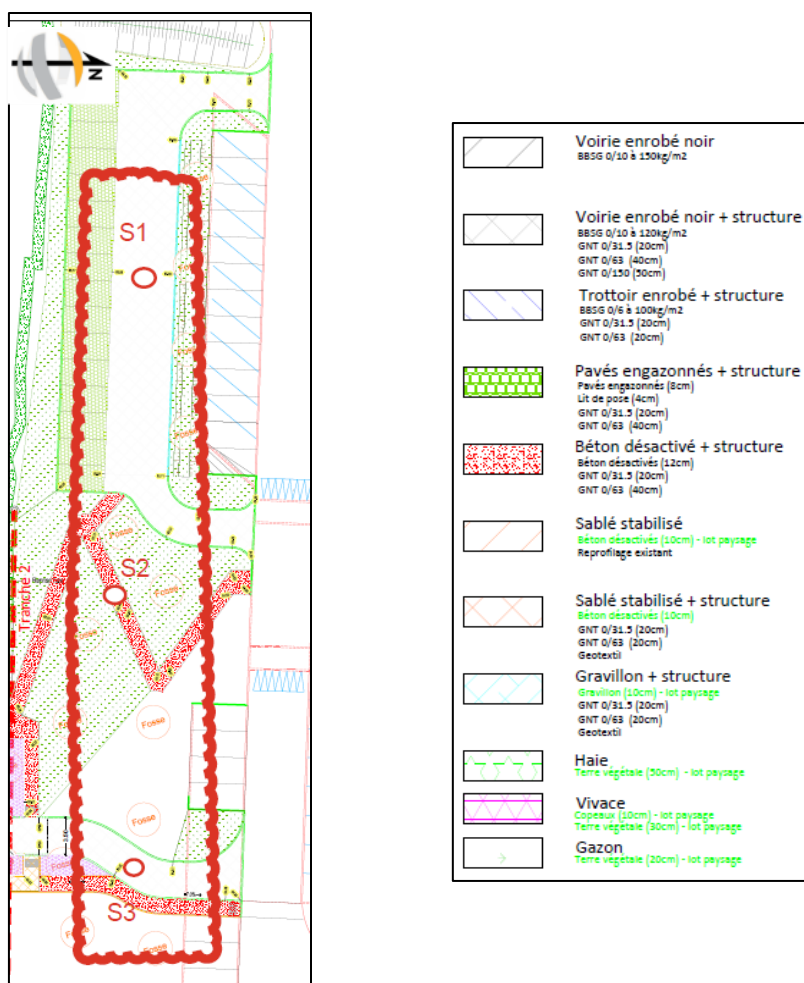 N
S1
Fosse
Fosse
Fosse
Fosse
Fosse
S2
Fosse
Fosse
Tranche 2
Fosse
Fosse
Fosse
Fosse
S3
Fosse
Fosse
Voirie enrobé noir
BBSG 0/10 à 150kg/m2
Voirie enrobé noir + structure
BBSG 0/10 à 120kg/m2
GNT 0/31.5 (20cm)
GNT 0/63 (40cm)
GNT 0/150 (50cm)
Trottoir enrobé + structure
BBSG 0/6 à 100kg/m2
GNT 0/31.5 (20cm)
GNT 0/63 (20cm)
Pavés engazonnés + structure
Pavés engazonnés (8cm)
Lit de pose (4cm)
GNT 0/31.5 (20cm)
GNT 0/63 (40cm)
Béton désactivé + structure
Béton désactivés (12cm)
GNT 0/31.5 (20cm)
GNT 0/63 (40cm)
Sablé stabilisé
Béton désactivés (10cm) - lot paysage
Reprofilage existant
Sablé stabilisé + structure
Béton désactivés (10cm)
GNT 0/31.5 (20cm)
GNT 0/63 (20cm)
Geotextil
Gravillon + structure
Gravillon (10cm) - lot paysage
GNT 0/31.5 (20cm)
GNT 0/63 (20cm)
Geotextil
Haie
Terre végétale (50cm) - lot paysage
Vivace
Copeaux (10cm) - lot paysage
Terre végétale (30cm) - lot paysage
Gazon
Terre végétale (20cm) - lot paysage